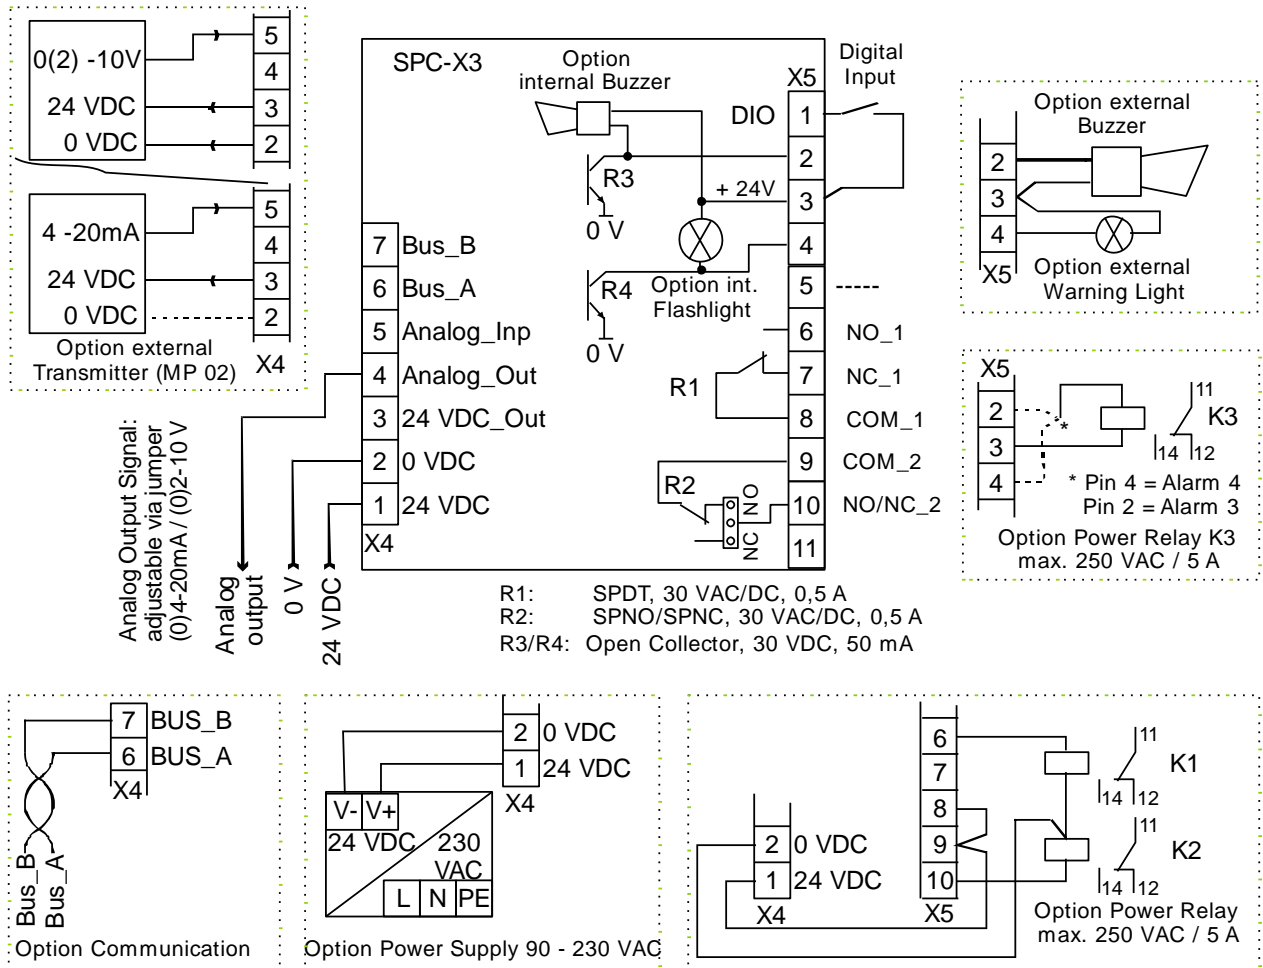 0(2) -10V
24 VDC
0 VDC
5
4
3
2
4 -20mA
24 VDC
0 VDC
5
4
3
2
Option external
Transmitter (MP 02)
X4
SPC-X3
Option
internal Buzzer
X5
Digital
Input
DIO
1
2
3
4
5
-----
6
NO_1
7
NC_1
8
COM_1
9
COM_2
10
NO/NC_2
11
R3
0 V
+ 24V
R4
0 V
Option int.
Flashlight
R1
R2
NO
NC
7 Bus_B
6 Bus_A
5 Analog_Inp
4 Analog_Out
3 24 VDC_Out
2 0 VDC
1 24 VDC
X4
Analog Output Signal:
adjustable via jumper
(0)4-20mA / (0)2-10 V
Analog
output
0 V
24 VDC
R1: SPDT, 30 VAC/DC, 0,5 A
R2: SPNO/SPNC, 30 VAC/DC, 0,5 A
R3/R4: Open Collector, 30 VDC, 50 mA
Option external
Buzzer
2
3
4
X5
Option external
Warning Light
X5
2
3
4
*
11
K3
14 12
* Pin 4 = Alarm 4
Pin 2 = Alarm 3
Option Power Relay K3
max. 250 VAC / 5 A
7 BUS_B
6 BUS_A
X4
Bus_B
Bus_A
Option Communication
2 0 VDC
1 24 VDC
X4
V- V+
24 VDC
230
VAC
L N PE
Option Power Supply 90 - 230 VAC
2 0 VDC
1 24 VDC
X4
6
7
8
9
10
X5
11
K1
14 12
11
K2
14 12
Option Power Relay
max. 250 VAC / 5 A